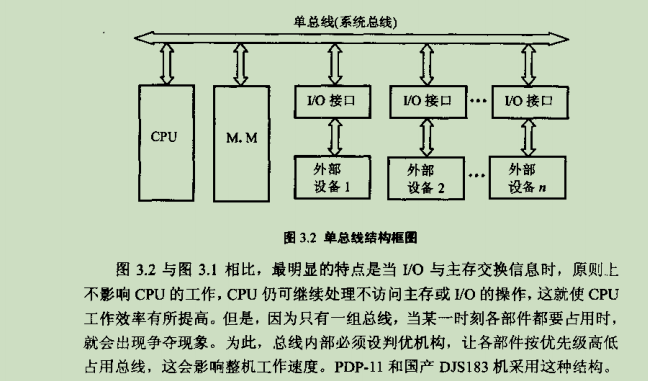 单总线(系统总线)
CPU
M.M
I/O 接口
I/O 接口
···
I/O 接口
外部
设备 1
外部
设备 2
···
外部
设备 n
图 3.2 单总线结构框图
图 3.2 与图 3.1 相比，最明显的特点是当 I/O 与主存交换信息时，原则上
不影响 CPU 的工作，CPU 仍可继续处理不访问主存或 I/O 的操作，这就使 CPU
工作效率有所提高。但是，因为只有一组总线，当某一时刻各部件都要占用时，
就会出现争夺现象。为此，总线内部必须设判优机构，让各部件按优先级高低
占用总线，这会影响整机工作速度。PDP-11 和国产 DJS183 机采用这种结构。